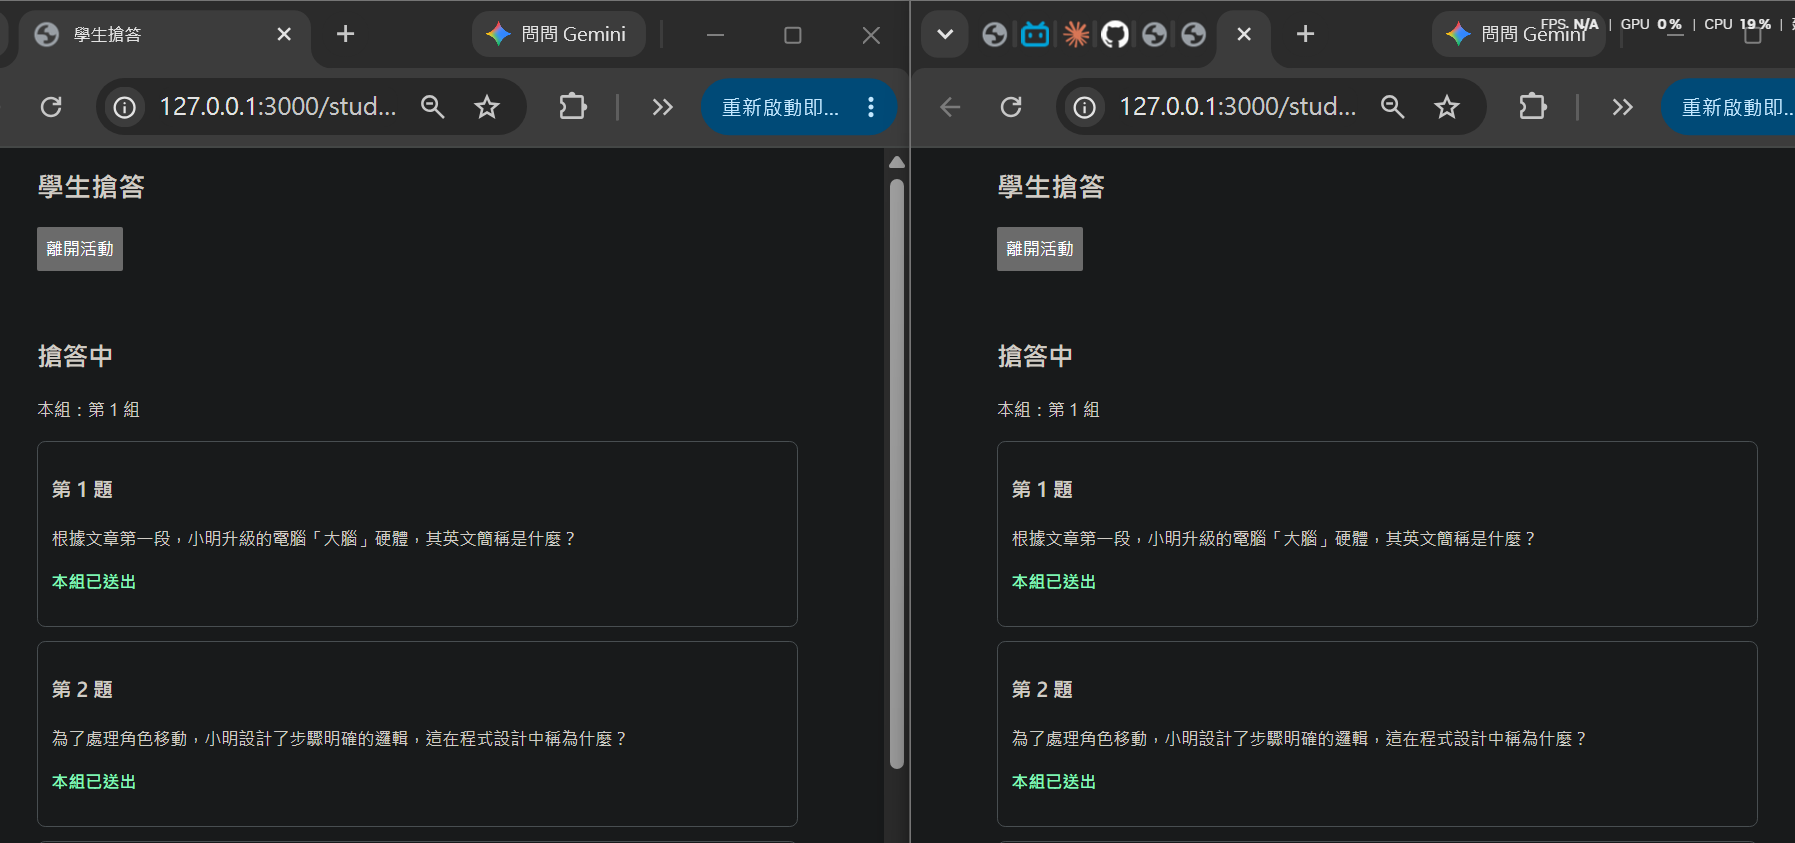 學生搶答
問問 Gemini
127.0.0.1:3000/stud...
重新啟動即...
學生搶答
離開活動
搶答中
本組：第 1 組
第 1 題
根據文章第一段，小明升級的電腦「大腦」硬體，其英文簡稱是什麼？
本組已送出
第 2 題
為了處理角色移動，小明設計了步驟明確的邏輯，這在程式設計中稱為什麼？
本組已送出
問問 Gemini
FPS N/A | GPU 0% | CPU 19% |
127.0.0.1:3000/stud...
重新啟動即...
學生搶答
離開活動
搶答中
本組：第 1 組
第 1 題
根據文章第一段，小明升級的電腦「大腦」硬體，其英文簡稱是什麼？
本組已送出
第 2 題
為了處理角色移動，小明設計了步驟明確的邏輯，這在程式設計中稱為什麼？
本組已送出